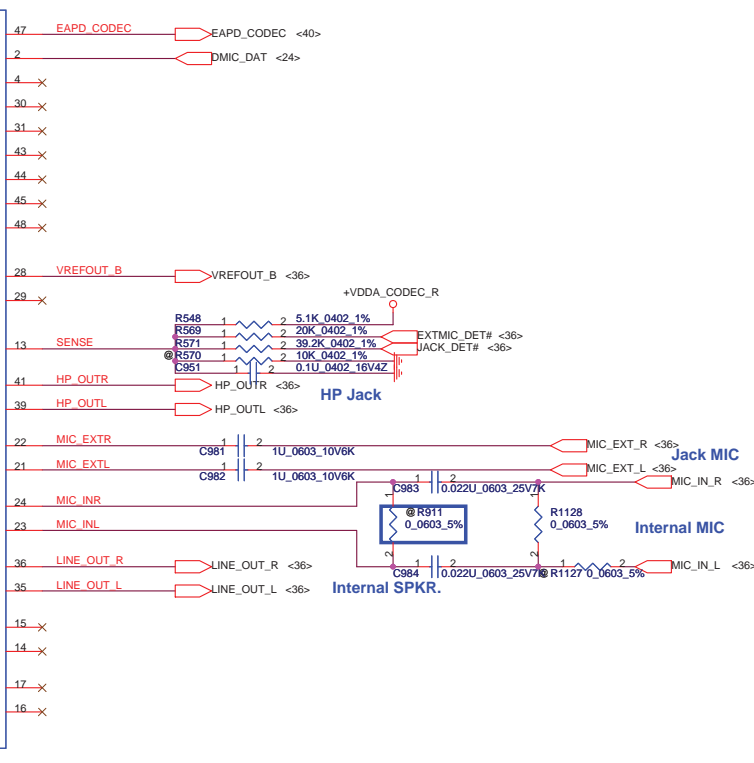 47 EAPD_CODEC EAPD_CODEC <40>
2 DMIC_DAT <24>
4
30
31
43
44
45
48
28 VREFOUT_B VREFOUT_B <36>
29
+VDDA_CODEC_R
R548 1 2 5.1K_0402_1%
R569 1 2 20K_0402_1% EXTMIC_DET# <36>
13 SENSE R571 1 2 39.2K_0402_1% JACK_DET# <36>
@ R570 1 2 10K_0402_1%
C951 1 2 0.1U_0402_16V4Z
41 HP_OUTR HP_OUTR <36>
HP Jack
39 HP_OUTL HP_OUTL <36>
22 MIC_EXTR 1 2 MIC_EXT_R <36>
C981 1U_0603_10V6K
Jack MIC
21 MIC_EXTL 1 2 MIC_EXT_L <36>
C982 1U_0603_10V6K
1 2 MIC_IN_R <36>
C983 0.022U_0603_25V7K
24 MIC_INR
1 1
@ R911 R1128
0_0603_5% 0_0603_5%
23 MIC_INL
Internal MIC
2 2
36 LINE_OUT_R LINE_OUT_R <36>
1 2 1 2 MIC_IN_L <36>
C984 0.022U_0603_25V7K @ R1127 0_0603_5%
35 LINE_OUT_L LINE_OUT_L <36>
Internal SPKR.
15
14
17
16